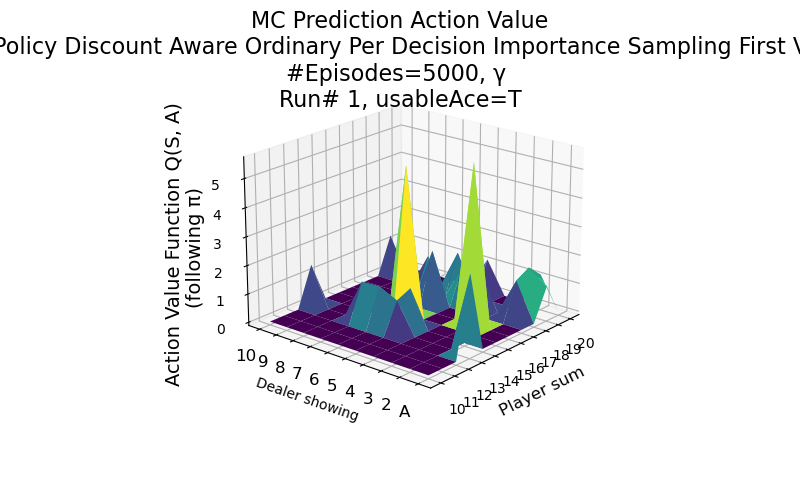 MC Prediction Action Value
Policy Discount Aware Ordinary Per Decision Importance Sampling First V
#Episodes=5000, γ
Run# 1, usableAce=T
Action Value Function Q(S, A)
(following π)
5
4
3
2
1
0
10 9 8 7 6 5 4 3 2 A
Dealer showing
10 11 12 13 14 15 16 17 18 19 20
Player sum